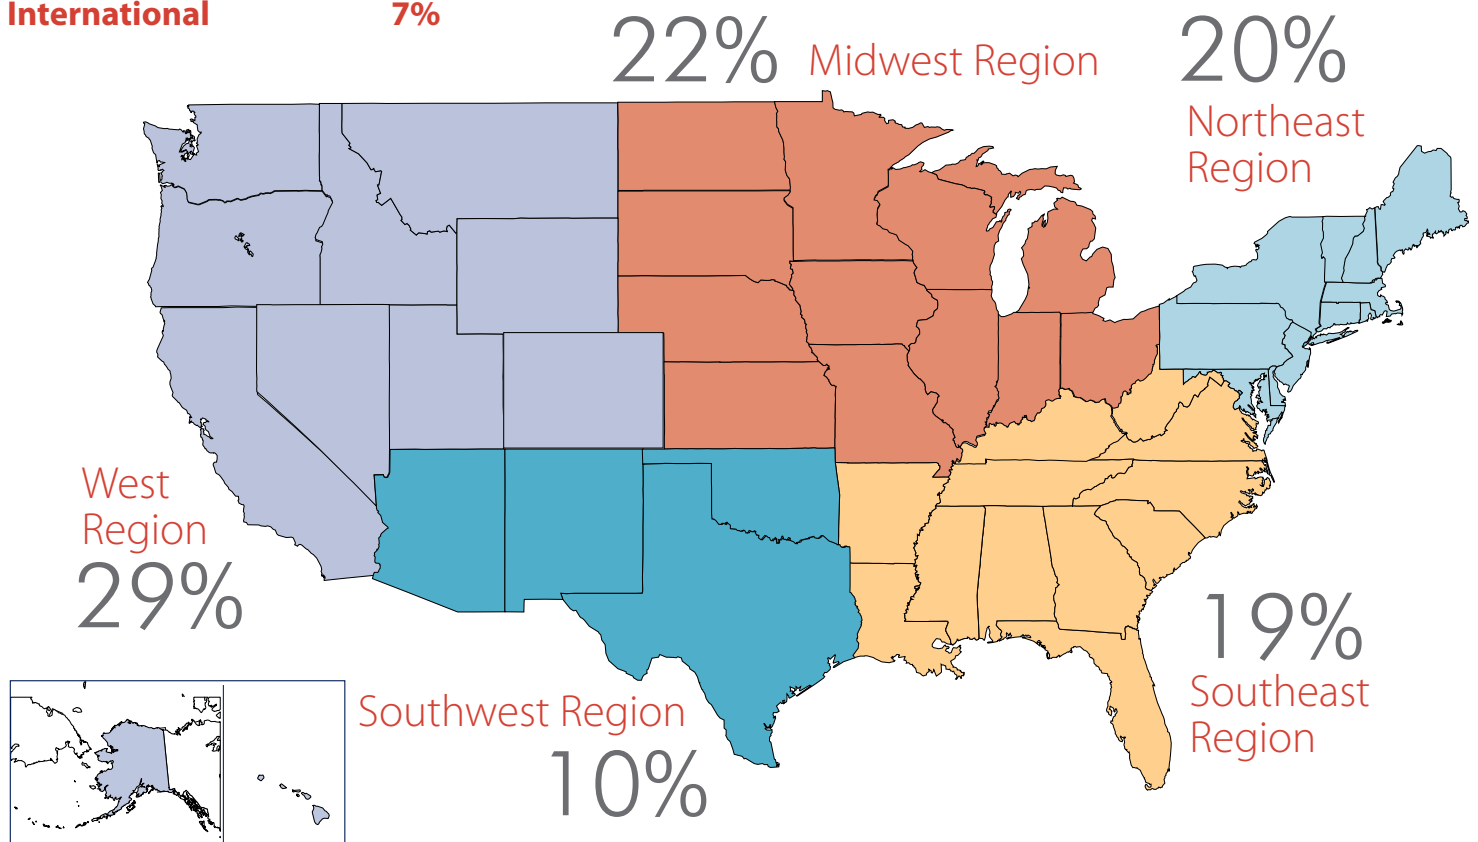 International 7%
22% Midwest Region
20%
Northeast
Region
West
Region
29%
19%
Southeast
Region
Southwest Region
10%